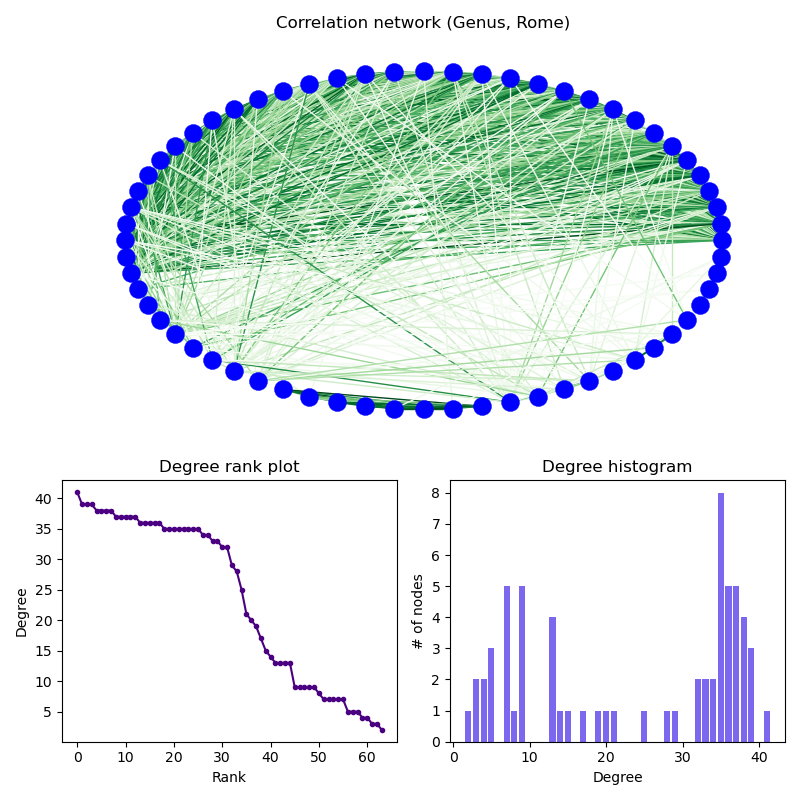 Correlation network (Genus, Rome)
Degree rank plot
Degree histogram
40
35
30
25
20
15
10
5
Degree
0 10 20 30 40 50 60
Rank
8
7
6
5
4
3
2
1
0
# of nodes
0 10 20 30 40
Degree